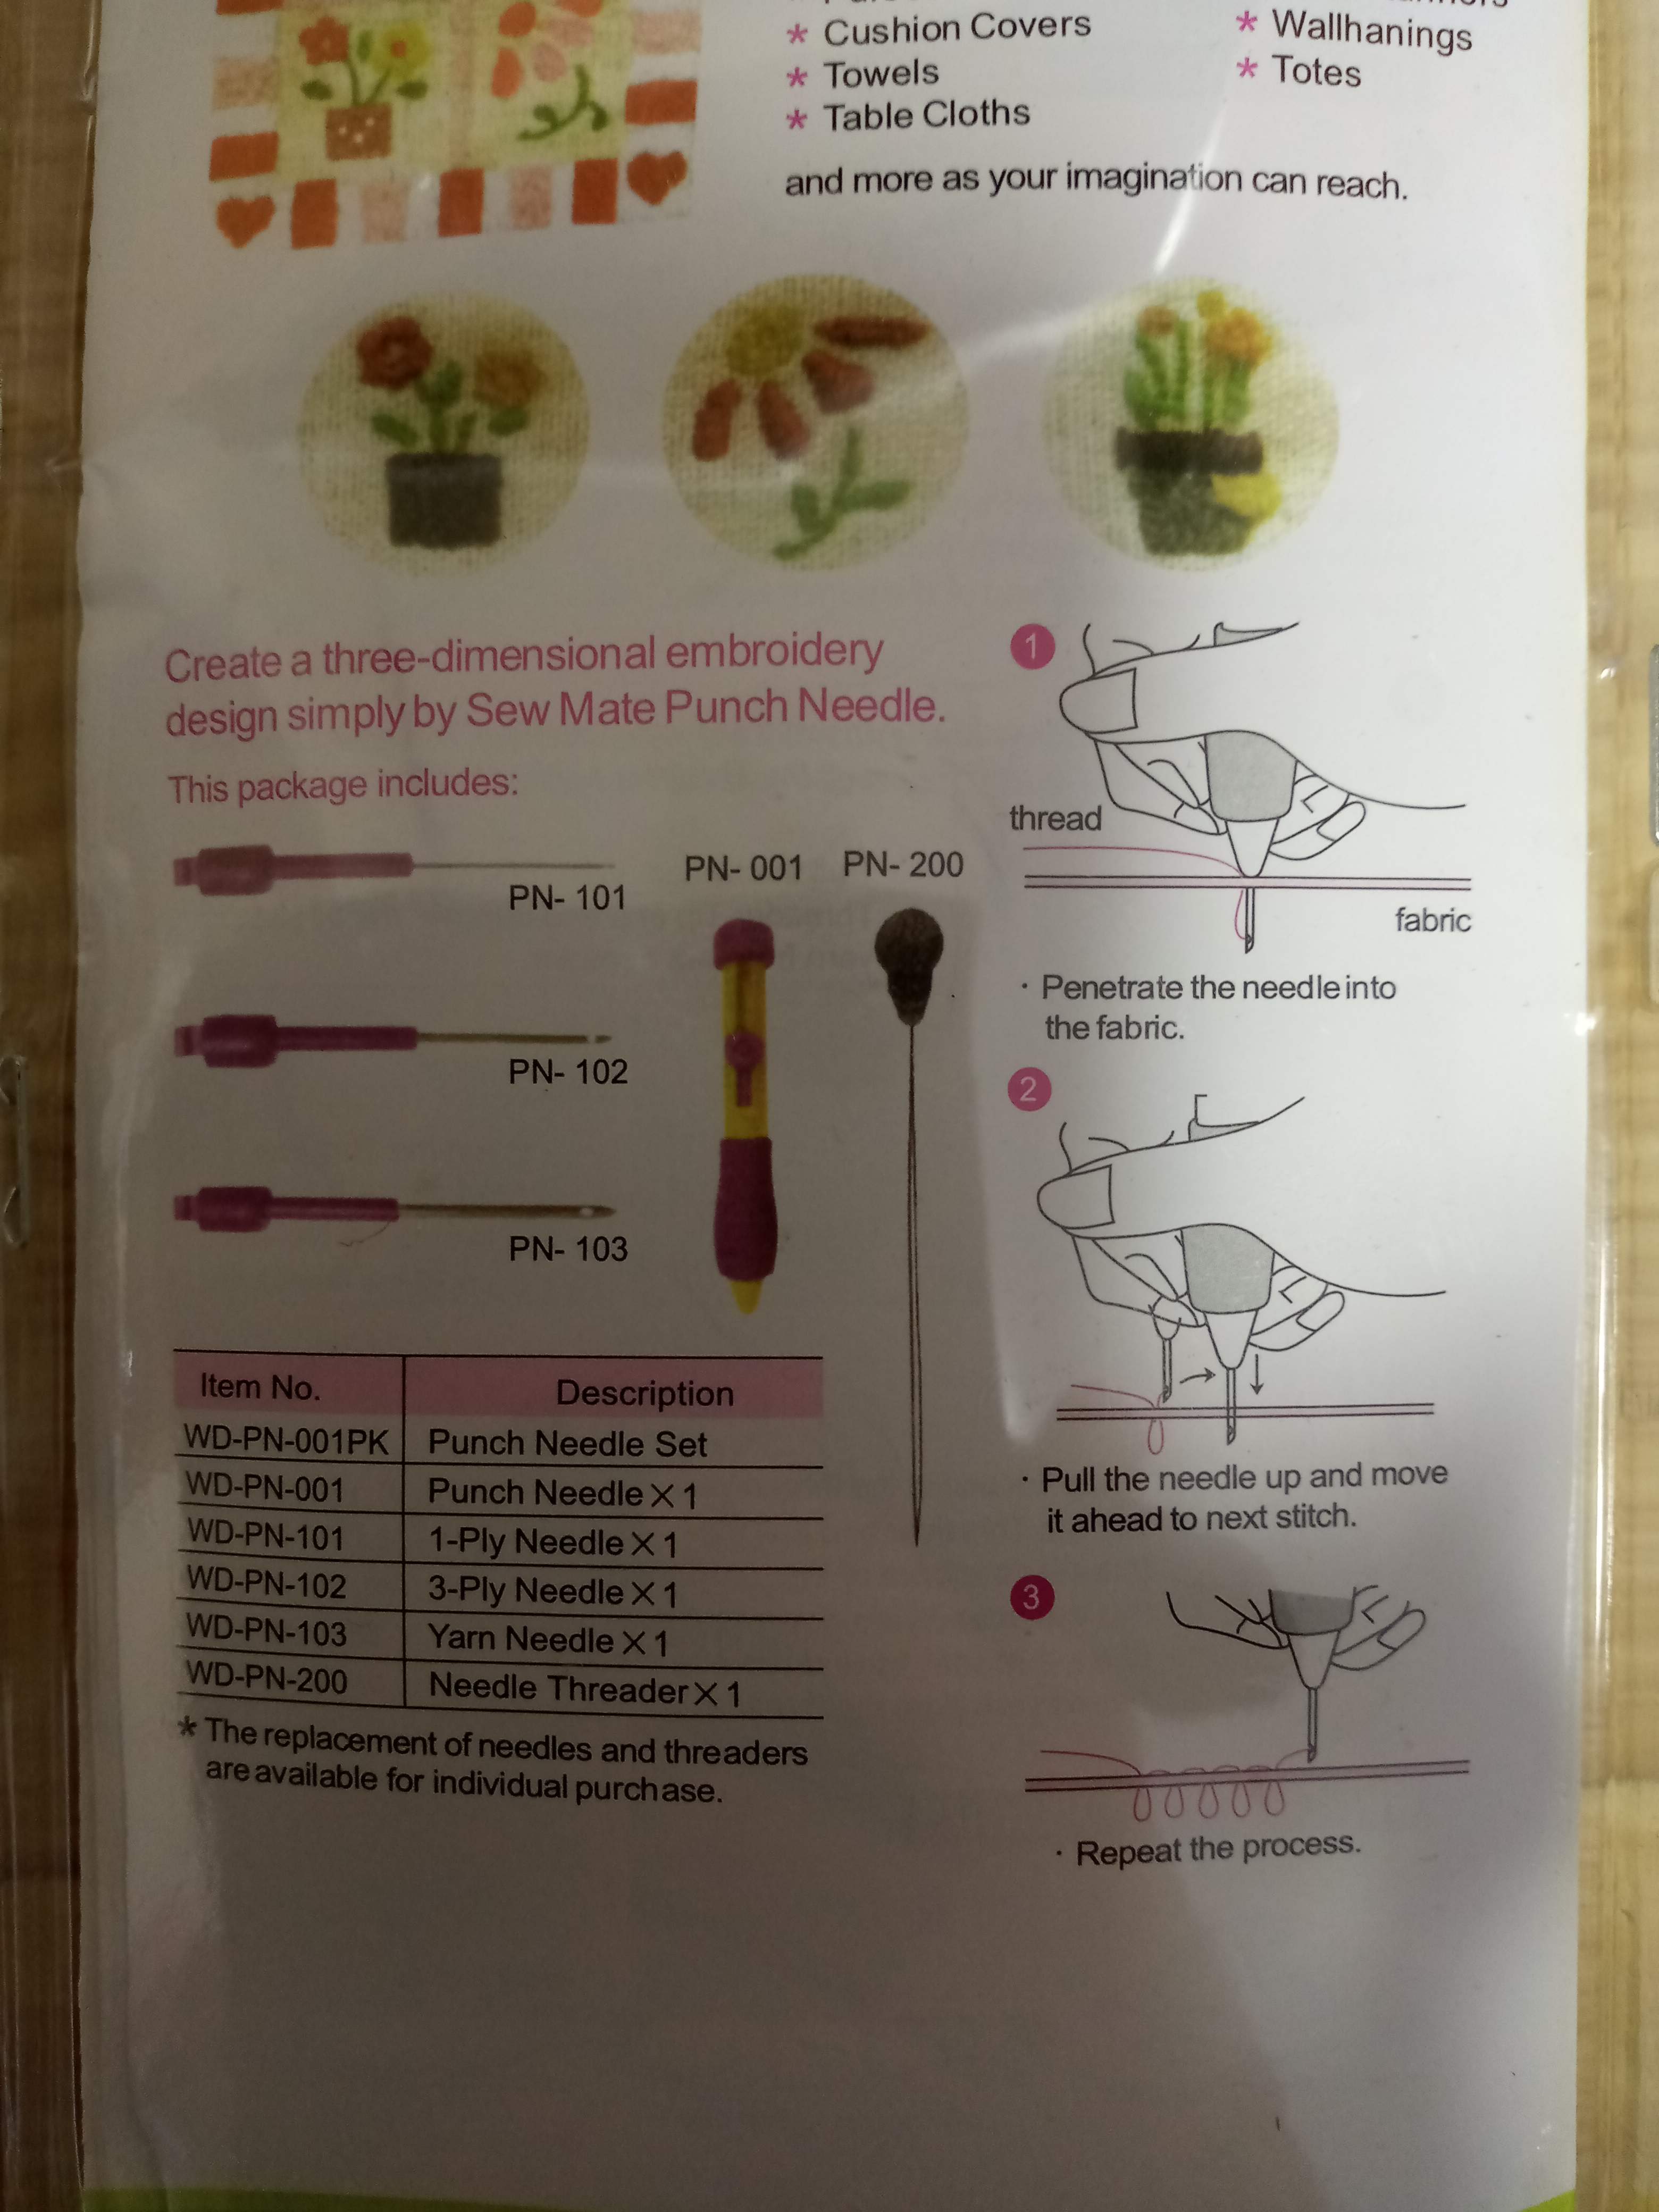 * Cushion Covers
* Wallhanings
* Towels
* Totes
* Table Cloths
and more as your imagination can reach.
Create a three-dimensional embroidery
design simply by Sew Mate Punch Needle.
This package includes:
PN- 101
PN- 001
PN- 200
PN- 102
PN- 103
Item No. Description
WD-PN-001PK Punch Needle Set
WD-PN-001 Punch Needle X 1
WD-PN-101 1-Ply Needle X 1
WD-PN-102 3-Ply Needle X 1
WD-PN-103 Yarn Needle X 1
WD-PN-200 Needle Threader X 1
* The replacement of needles and threaders
are available for individual purchase.
1
thread
fabric
· Penetrate the needle into
the fabric.
2
· Pull the needle up and move
it ahead to next stitch.
3
· Repeat the process.